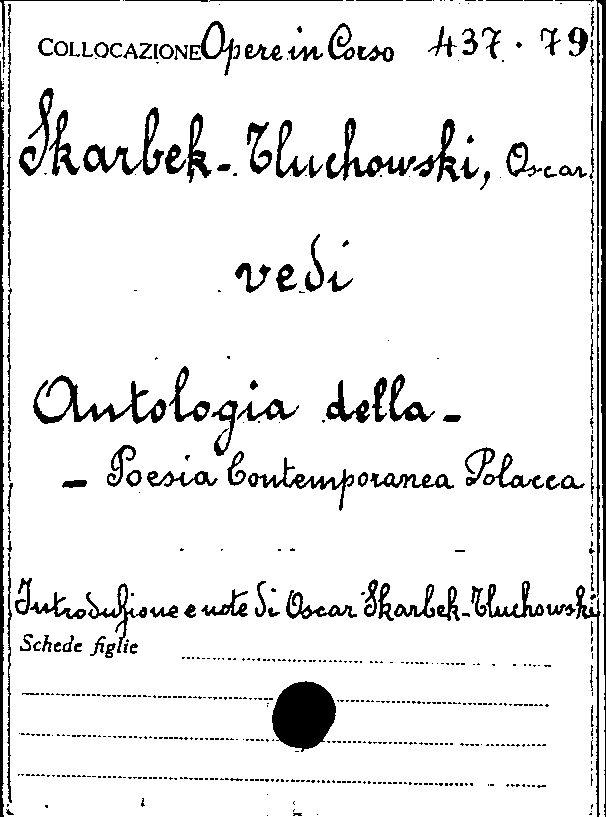 COLLOCAZIONE Opere in Corso 437.79
Skarbek-Tluchowski, Oscar
vedi
Antologia della-
- Poesia Contemporanea Polacca
Introduzione e note di Oscar Skarbek-Tluchowski
Schede figlie